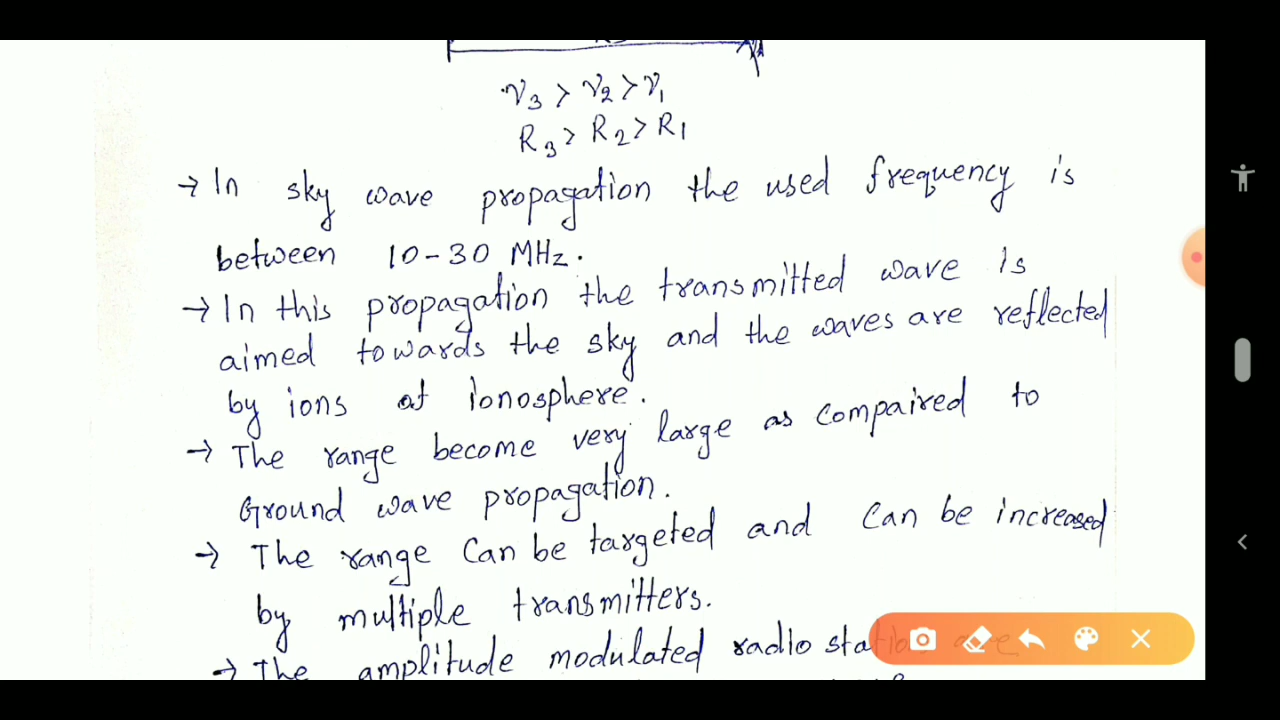 ν3 > ν2 > ν1
R3 > R2 > R1
→ In sky wave propagation the used frequency is
between 10-30 MHz.
→ In this propagation the transmitted wave is
aimed towards the sky and the waves are reflected
by ions at ionosphere.
→ The range become very large as compaired to
Ground wave propagation.
→ The range can be targeted and can be increased
by multiple transmitters.
→ The amplitude modulated radio